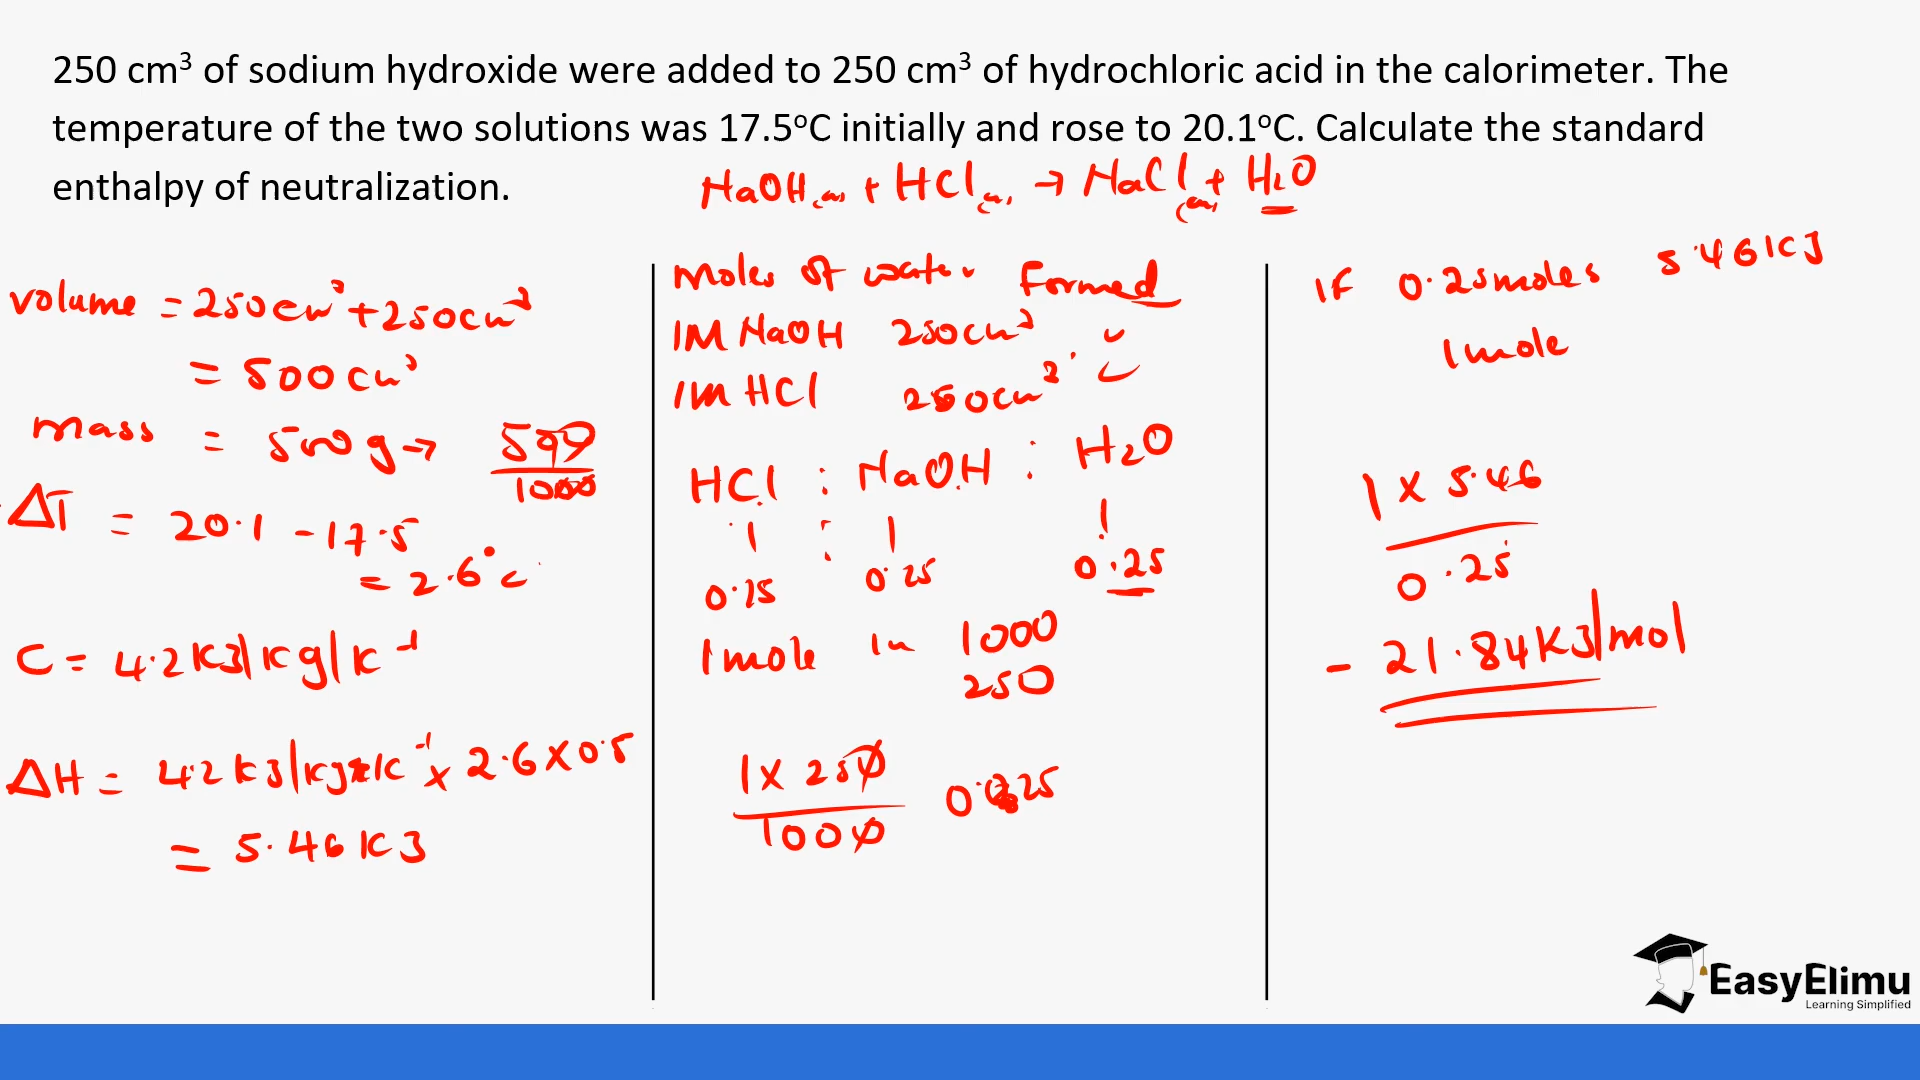 250 cm³ of sodium hydroxide were added to 250 cm³ of hydrochloric acid in the calorimeter. The
temperature of the two solutions was 17.5ᵒC initially and rose to 20.1ᵒC. Calculate the standard
enthalpy of neutralization.
NaOH(aq) + HCl(aq) → NaCl(aq) + H₂O
volume = 250cm³ + 250cm³
= 500cm³
mass = 500g → 500/1000
ΔT = 20.1 - 17.5
= 2.6°C
C = 4.2KJ/Kg/K⁻¹
ΔH = 4.2KJ/Kg/K⁻¹ × 2.6 × 0.5
= 5.46KJ
Moles of water Formed
1M NaOH 250cm³
1M HCl 250cm³
HCl : NaOH : H₂O
1 : 1 : 1
0.25 0.25 0.25
1mole in 1000
250
1 × 250
1000
0.25
If 0.25moles 5.46KJ
1mole
1 × 5.46
0.25
- 21.84KJ/mol
EasyElimu
Learning Simplified